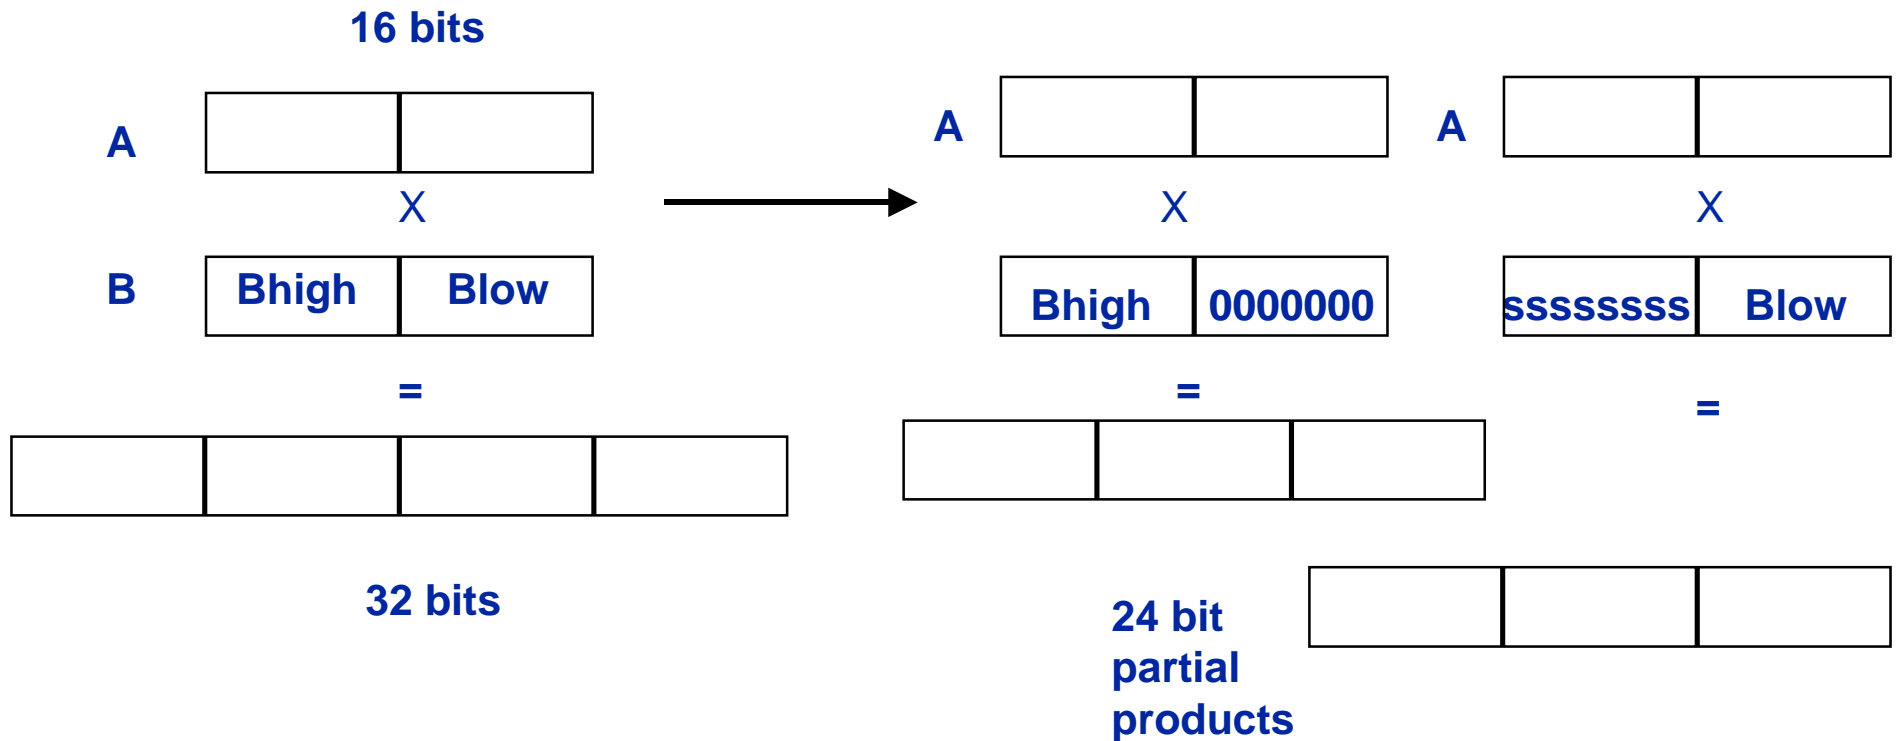 16 bits
A
X
B
Bhigh
Blow
=
32 bits
A
X
Bhigh
0000000
=
A
X
ssssssss
Blow
=
24 bit
partial
products